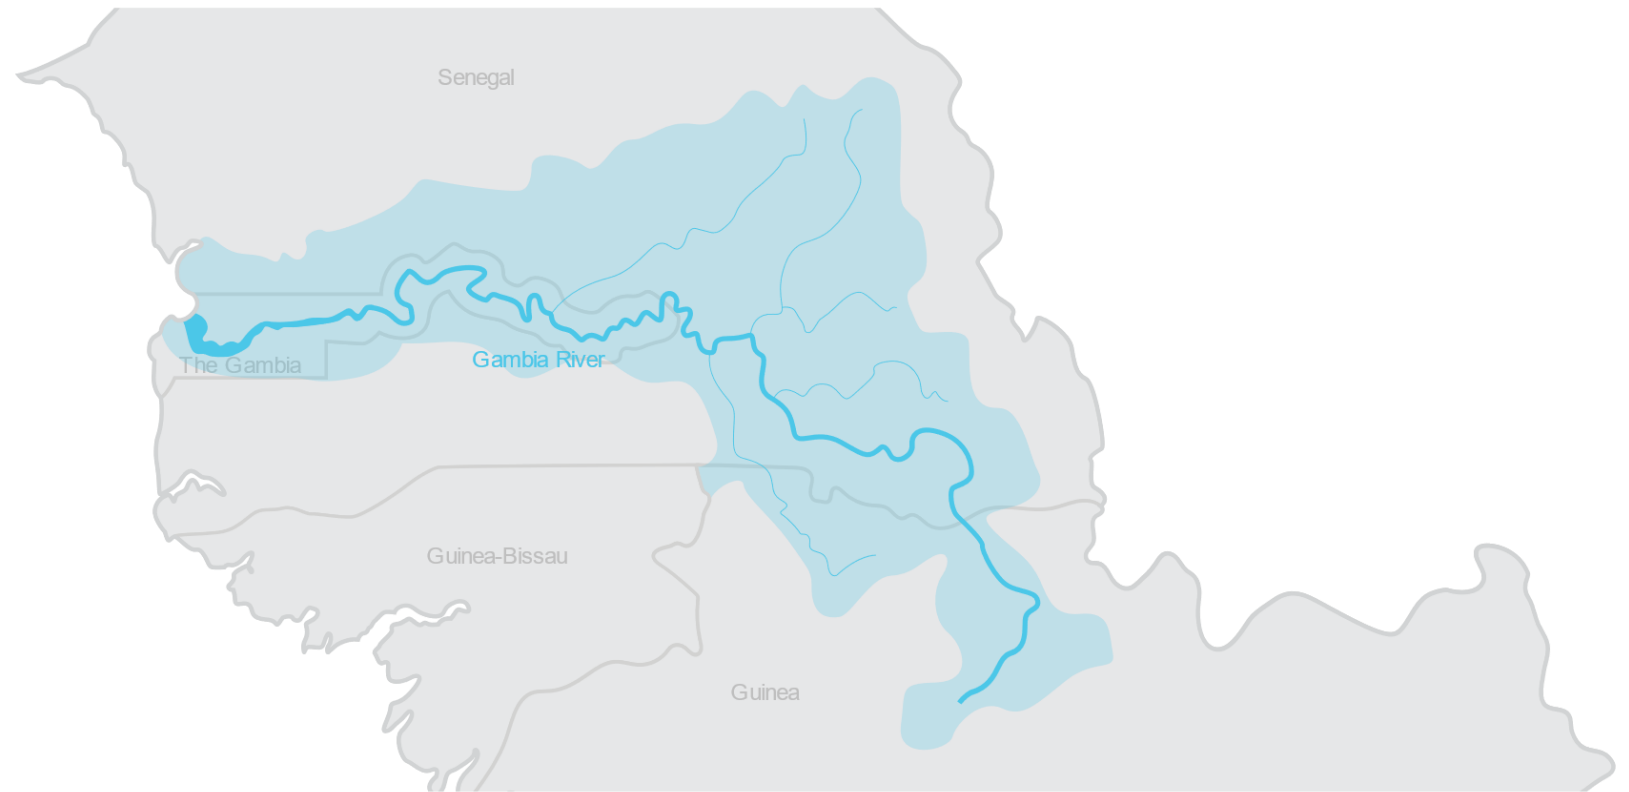 Senegal
The Gambia
Gambia River
Guinea-Bissau
Guinea